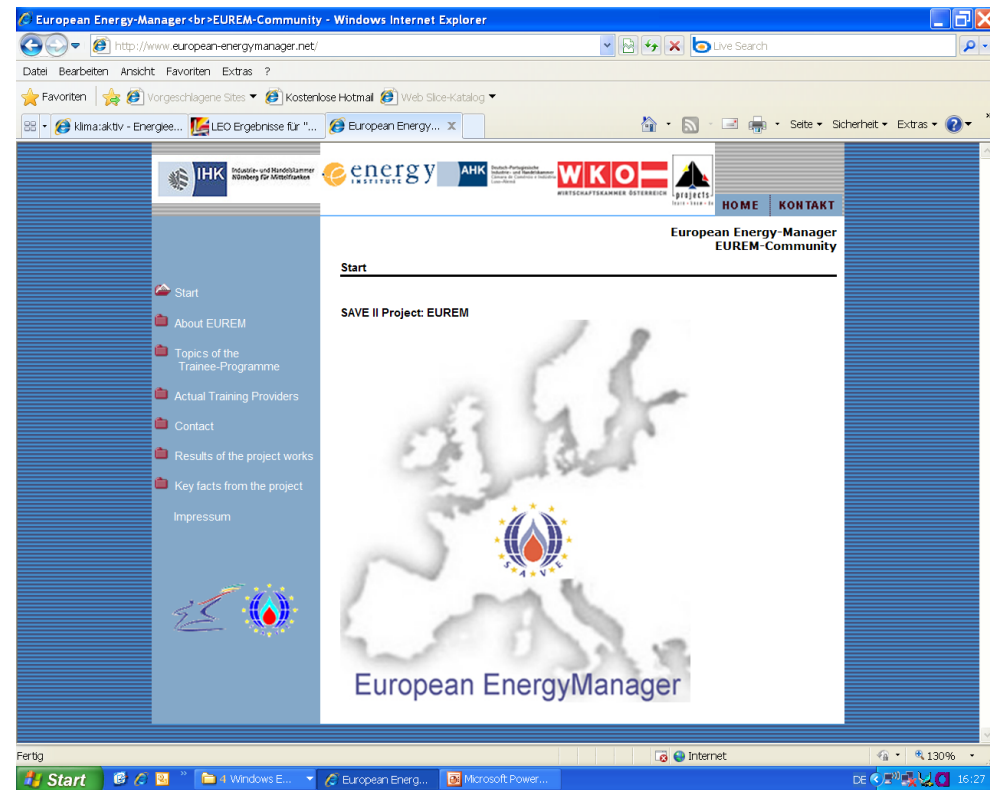 European Energy-Manager<br>EUREM-Community - Windows Internet Explorer
http://www.european-energymanager.net/
Live Search
Datei Bearbeiten Ansicht Favoriten Extras ?
Favoriten Vorgeschlagene Sites Kostenlose Hotmail Web Slice-Katalog
klima:aktiv - Energiee... LEO Ergebnisse für "... European Energy... X
Seite Sicherheit Extras
IHK Industrie- und Handelskammer
Nürnberg für Mittelfranken
energy
INSTITUTE
AHK
WKO
WIRTSCHAFTSKAMMER ÖSTERREICH
projects
learn - know - do
HOME KONTAKT
European Energy-Manager
EUREM-Community
Start
SAVE II Project: EUREM
Start
About EUREM
Topics of the
Trainee-Programme
Actual Training Providers
Contact
Results of the project works
Key facts from the project
Impressum
SAVE
European EnergyManager
Fertig
Internet
130%
Start
4 Windows E...
European Energ...
Microsoft Power...
DE
16:27